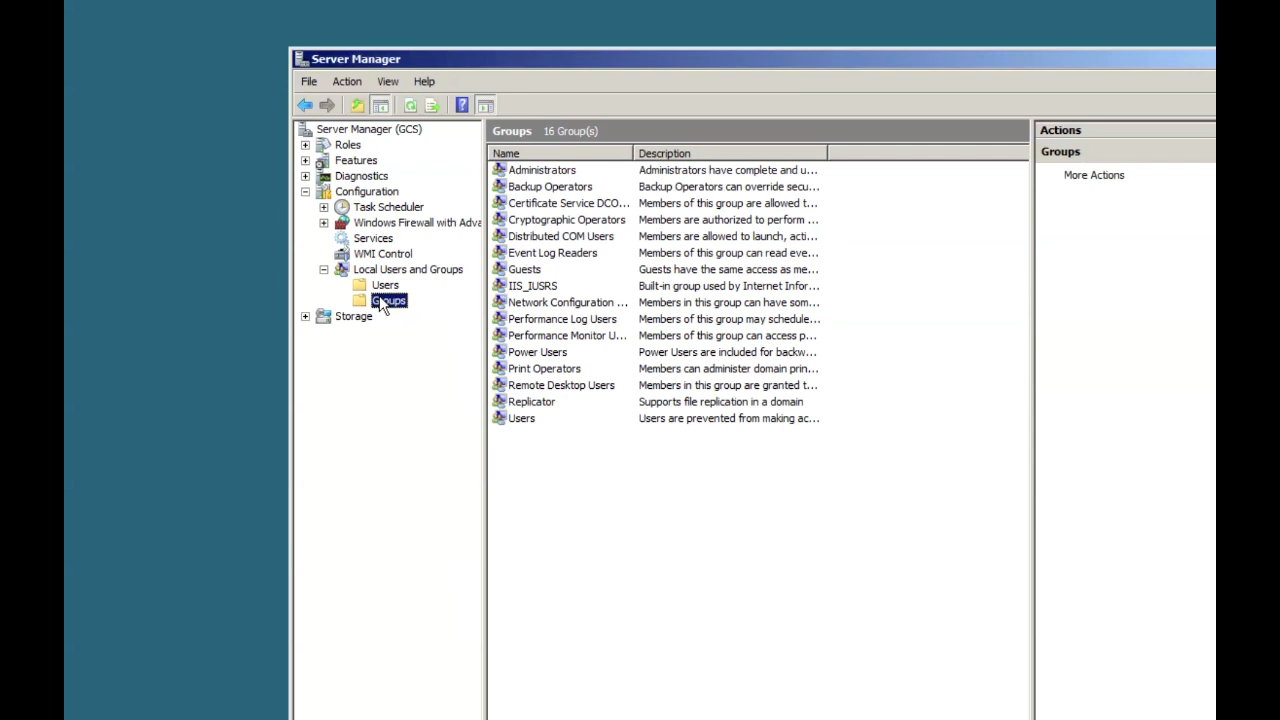 Server Manager
File Action View Help
Server Manager (GCS)
Roles
Features
Diagnostics
Configuration
Task Scheduler
Windows Firewall with Adva
Services
WMI Control
Local Users and Groups
Users
Groups
Storage
Groups 16 Group(s)
Name Description
Administrators Administrators have complete and u...
Backup Operators Backup Operators can override secu...
Certificate Service DCO... Members of this group are allowed t...
Cryptographic Operators Members are authorized to perform ...
Distributed COM Users Members are allowed to launch, acti...
Event Log Readers Members of this group can read eve...
Guests Guests have the same access as me...
IIS_IUSRS Built-in group used by Internet Infor...
Network Configuration ... Members in this group can have som...
Performance Log Users Members of this group may schedule...
Performance Monitor U... Members of this group can access p...
Power Users Power Users are included for backw...
Print Operators Members can administer domain prin...
Remote Desktop Users Members in this group are granted t...
Replicator Supports file replication in a domain
Users Users are prevented from making ac...
Actions
Groups
More Actions